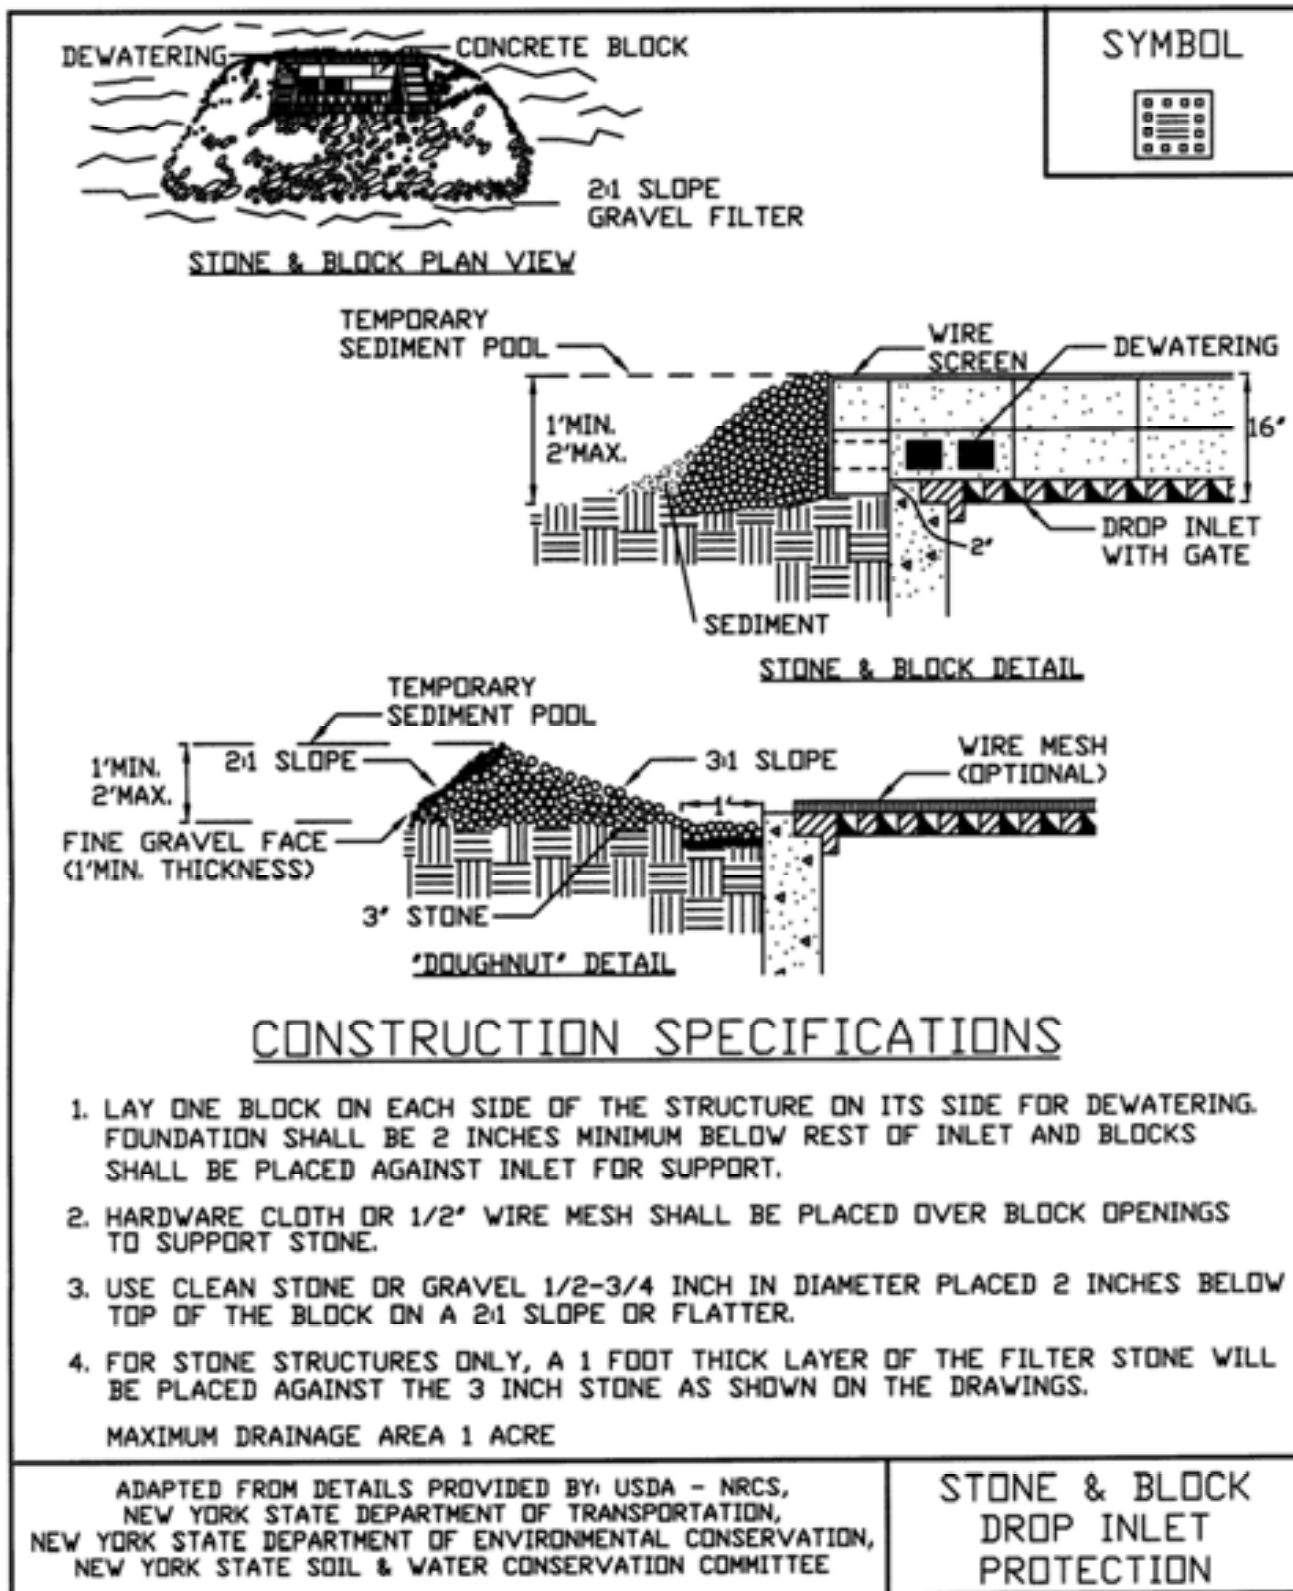 DEWATERING
CONCRETE BLOCK
SYMBOL
2:1 SLOPE
GRAVEL FILTER
STONE & BLOCK PLAN VIEW
TEMPORARY
SEDIMENT POOL
WIRE
SCREEN
DEWATERING
1'MIN.
2'MAX.
16"
2"
DROP INLET
WITH GATE
SEDIMENT
STONE & BLOCK DETAIL
TEMPORARY
SEDIMENT POOL
1'MIN.
2'MAX.
2:1 SLOPE
3:1 SLOPE
WIRE MESH
(OPTIONAL)
1'
FINE GRAVEL FACE
(1'MIN. THICKNESS)
3" STONE
"DOUGHNUT" DETAIL
CONSTRUCTION SPECIFICATIONS
1. LAY ONE BLOCK ON EACH SIDE OF THE STRUCTURE ON ITS SIDE FOR DEWATERING.
FOUNDATION SHALL BE 2 INCHES MINIMUM BELOW REST OF INLET AND BLOCKS
SHALL BE PLACED AGAINST INLET FOR SUPPORT.
2. HARDWARE CLOTH OR 1/2" WIRE MESH SHALL BE PLACED OVER BLOCK OPENINGS
TO SUPPORT STONE.
3. USE CLEAN STONE OR GRAVEL 1/2-3/4 INCH IN DIAMETER PLACED 2 INCHES BELOW
TOP OF THE BLOCK ON A 2:1 SLOPE OR FLATTER.
4. FOR STONE STRUCTURES ONLY, A 1 FOOT THICK LAYER OF THE FILTER STONE WILL
BE PLACED AGAINST THE 3 INCH STONE AS SHOWN ON THE DRAWINGS.
MAXIMUM DRAINAGE AREA 1 ACRE
ADAPTED FROM DETAILS PROVIDED BY: USDA - NRCS,
NEW YORK STATE DEPARTMENT OF TRANSPORTATION,
NEW YORK STATE DEPARTMENT OF ENVIRONMENTAL CONSERVATION,
NEW YORK STATE SOIL & WATER CONSERVATION COMMITTEE
STONE & BLOCK
DROP INLET
PROTECTION